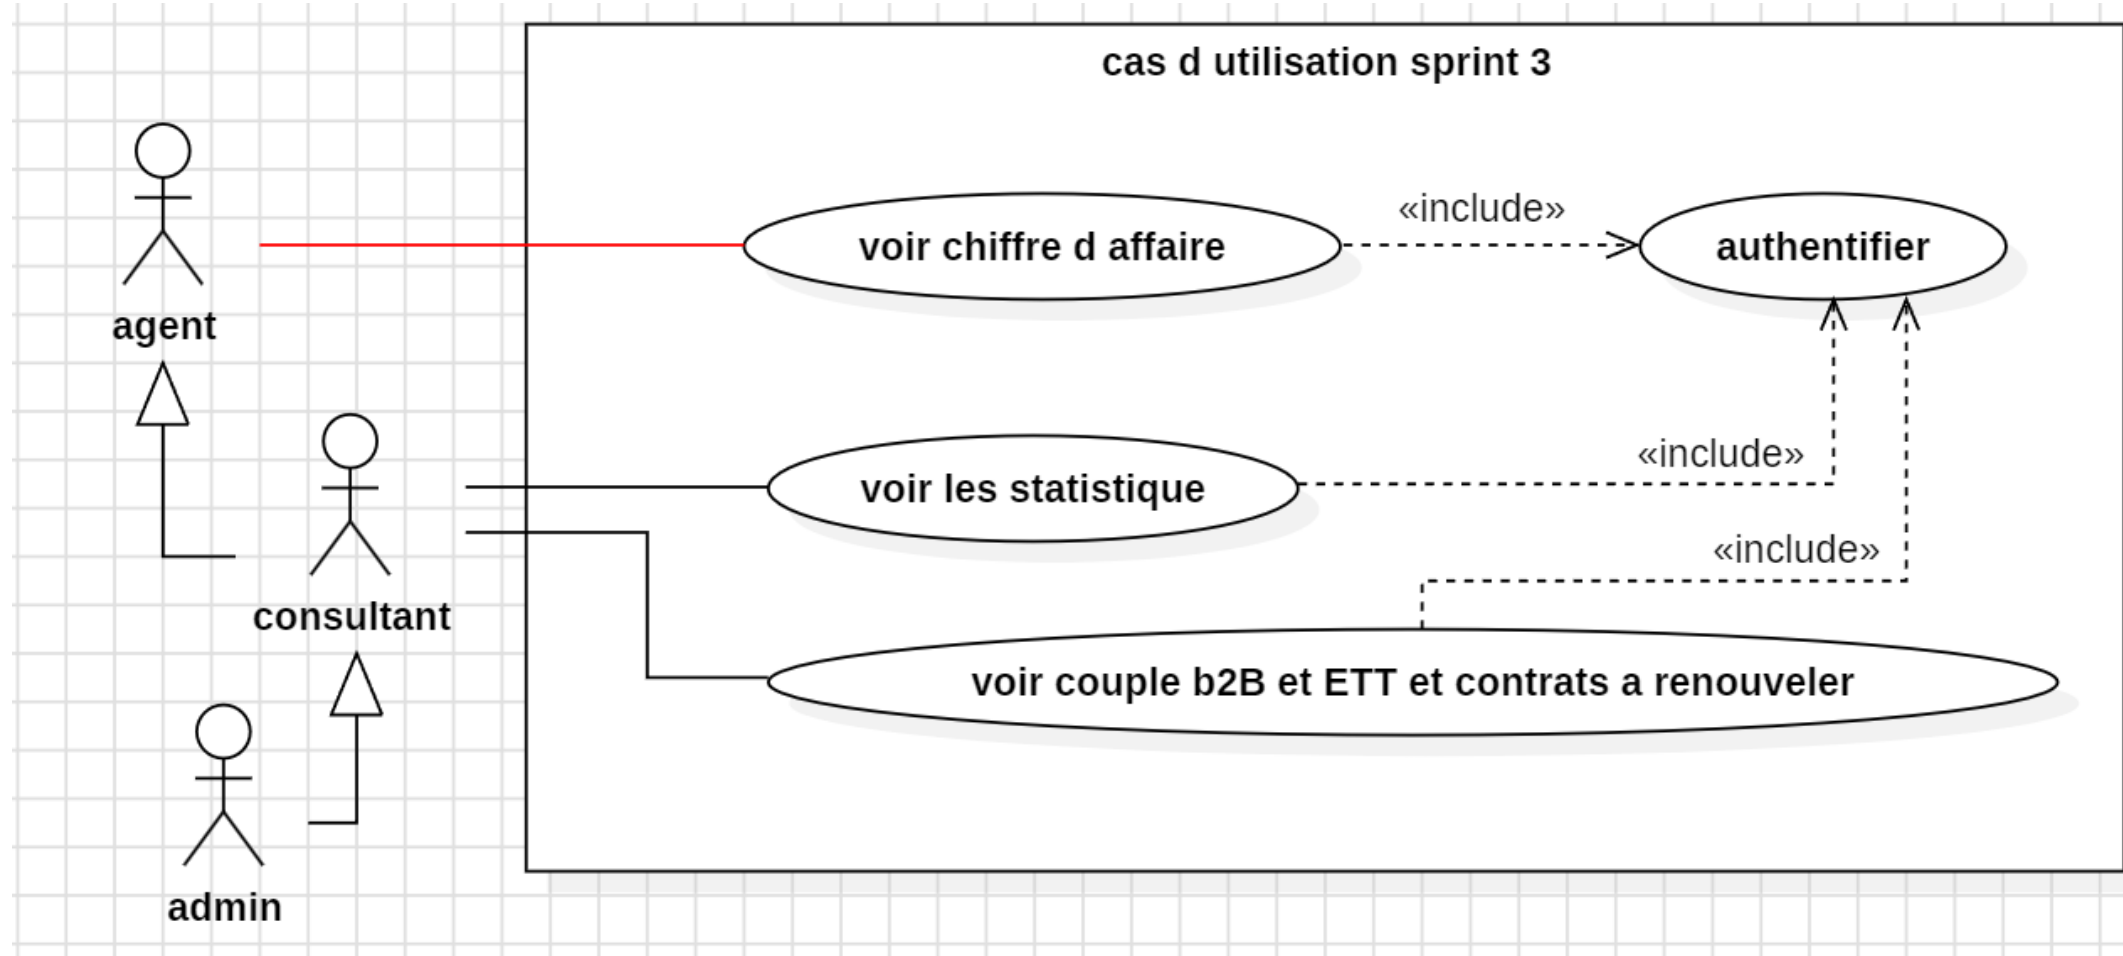 cas d utilisation sprint 3
agent
voir chiffre d affaire
«include»
authentifier
consultant
voir les statistique
«include»
«include»
voir couple b2B et ETT et contrats a renouveler
admin